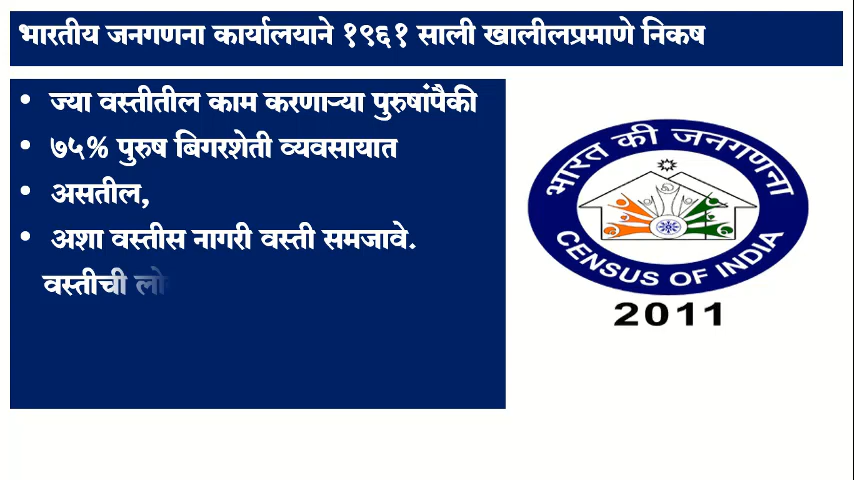 भारतीय जनगणना कार्यालयाने १९६१ साली खालीलप्रमाणे निकष
• ज्या वस्तीतील काम करणाऱ्या पुरुषांपैकी
• ७५% पुरुष बिगरशेती व्यवसायात
• असतील,
• अशा वस्तीस नागरी वस्ती समजावे.
वस्तीची
भारत की जनगणना
CENSUS OF INDIA
2011